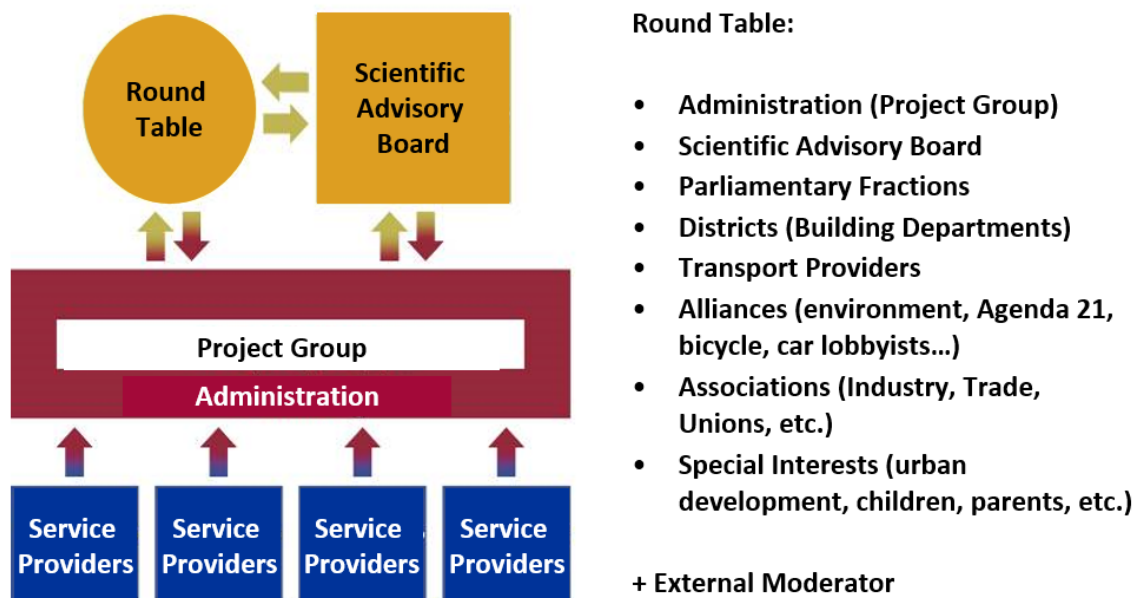 Round
Table
Scientific
Advisory
Board
Project Group
Administration
Service
Providers
Service
Providers
Service
Providers
Service
Providers
Round Table:
• Administration (Project Group)
• Scientific Advisory Board
• Parliamentary Fractions
• Districts (Building Departments)
• Transport Providers
• Alliances (environment, Agenda 21,
bicycle, car lobbyists…)
• Associations (Industry, Trade,
Unions, etc.)
• Special Interests (urban
development, children, parents, etc.)
+ External Moderator